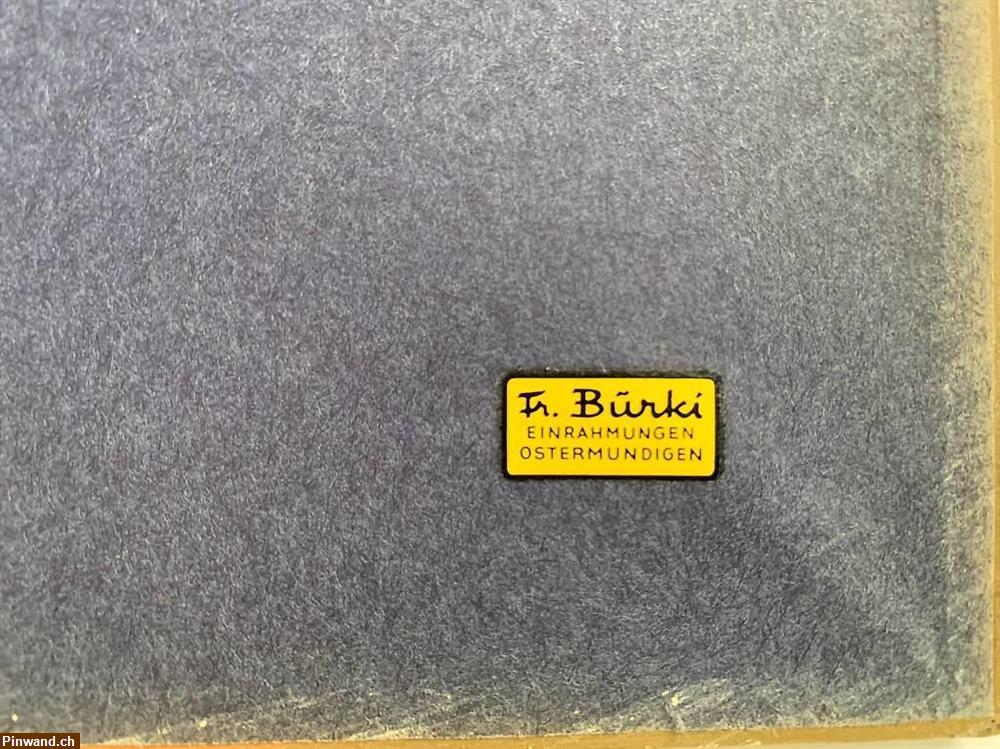 Fr. Bürki
EINRAHMUNGEN
OSTERMUNDIGEN
Pinwand.ch